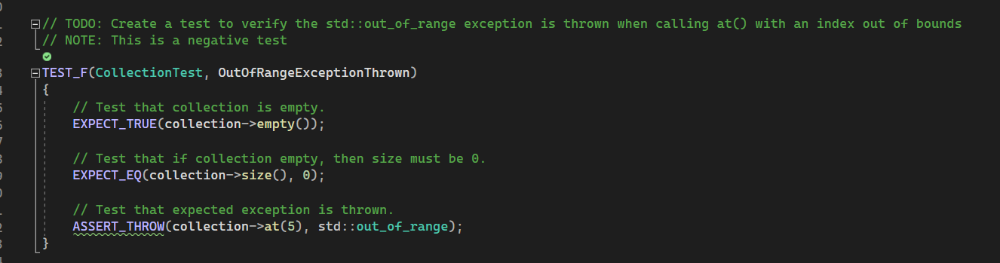 // TODO: Create a test to verify the std::out_of_range exception is thrown when calling at() with an index out of bounds
// NOTE: This is a negative test
TEST_F(CollectionTest, OutOfRangeExceptionThrown)
{
    // Test that collection is empty.
    EXPECT_TRUE(collection->empty());

    // Test that if collection empty, then size must be 0.
    EXPECT_EQ(collection->size(), 0);

    // Test that expected exception is thrown.
    ASSERT_THROW(collection->at(5), std::out_of_range);
}